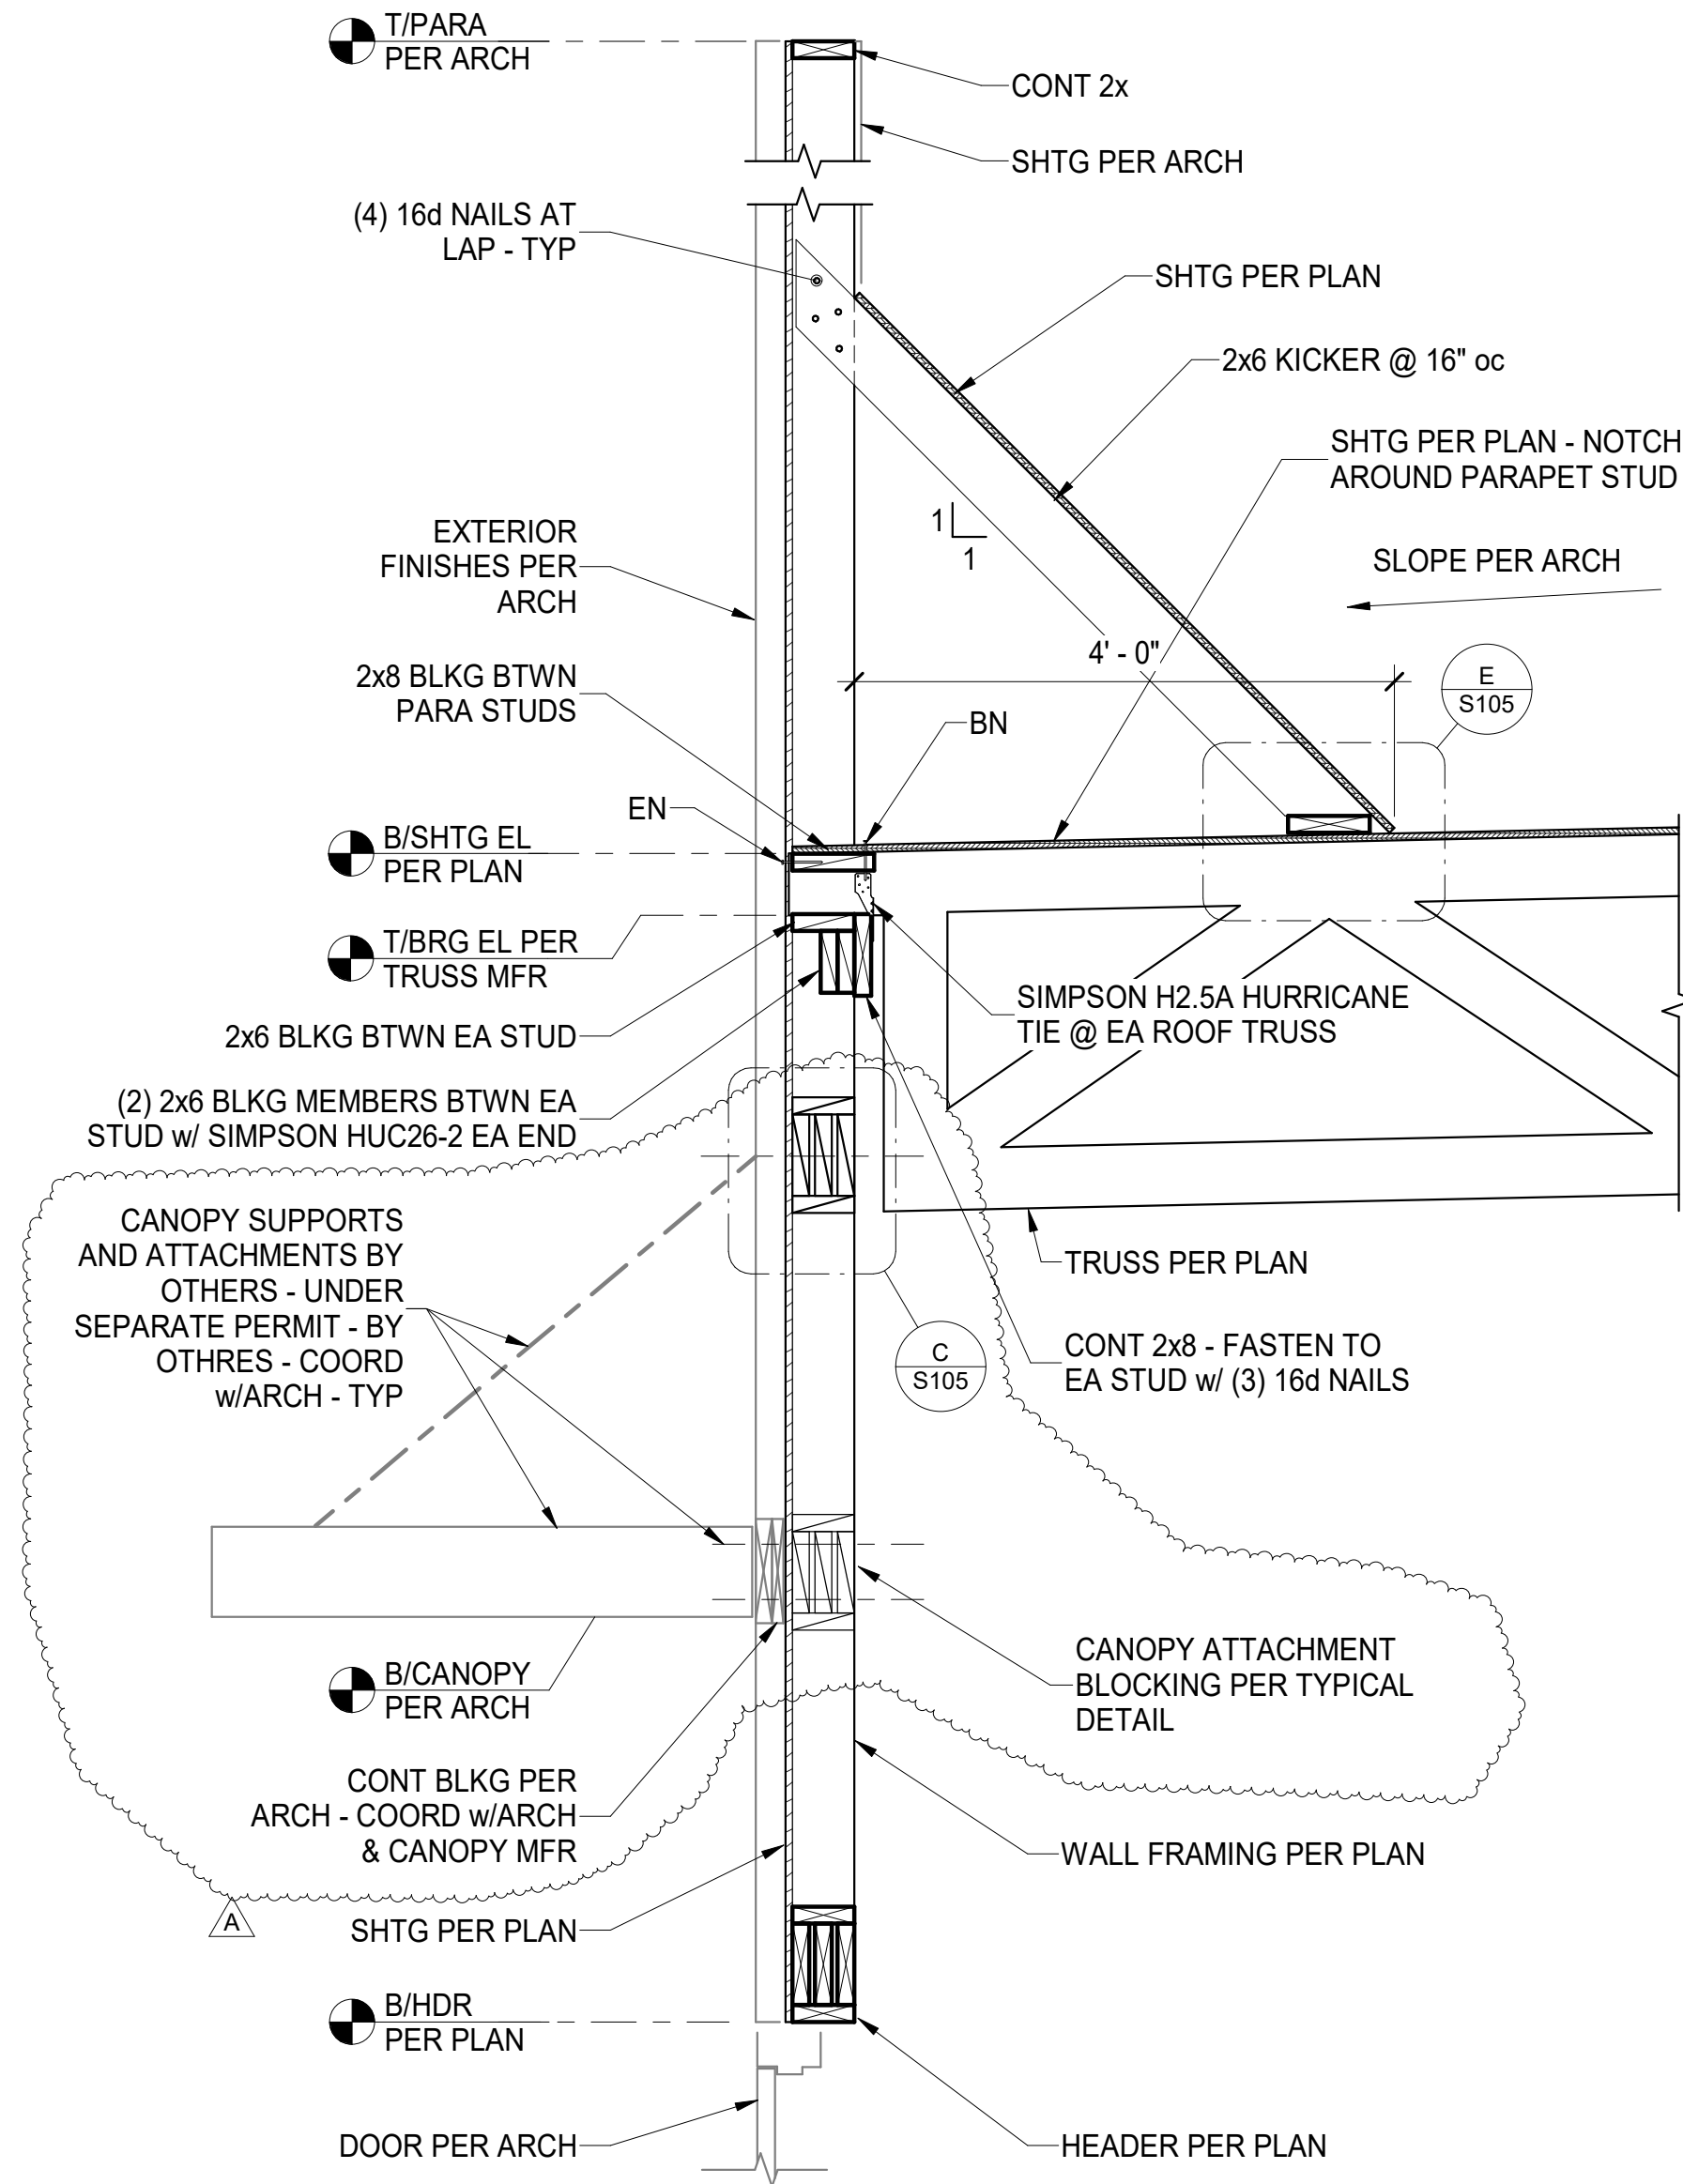 T/PARA
PER ARCH
CONT 2x
SHTG PER ARCH
(4) 16d NAILS AT
LAP - TYP
SHTG PER PLAN
2x6 KICKER @ 16" oc
SHTG PER PLAN - NOTCH
AROUND PARAPET STUD
1
1
EXTERIOR
FINISHES PER
ARCH
SLOPE PER ARCH
4' - 0"
2x8 BLKG BTWN
PARA STUDS
E
S105
BN
EN
B/SHTG EL
PER PLAN
T/BRG EL PER
TRUSS MFR
SIMPSON H2.5A HURRICANE
TIE @ EA ROOF TRUSS
2x6 BLKG BTWN EA STUD
(2) 2x6 BLKG MEMBERS BTWN EA
STUD w/ SIMPSON HUC26-2 EA END
CANOPY SUPPORTS
AND ATTACHMENTS BY
OTHERS - UNDER
SEPARATE PERMIT - BY
OTHRES - COORD
w/ARCH - TYP
TRUSS PER PLAN
C
S105
CONT 2x8 - FASTEN TO
EA STUD w/ (3) 16d NAILS
B/CANOPY
PER ARCH
CANOPY ATTACHMENT
BLOCKING PER TYPICAL
DETAIL
CONT BLKG PER
ARCH - COORD w/ARCH
& CANOPY MFR
WALL FRAMING PER PLAN
A
SHTG PER PLAN
B/HDR
PER PLAN
DOOR PER ARCH
HEADER PER PLAN